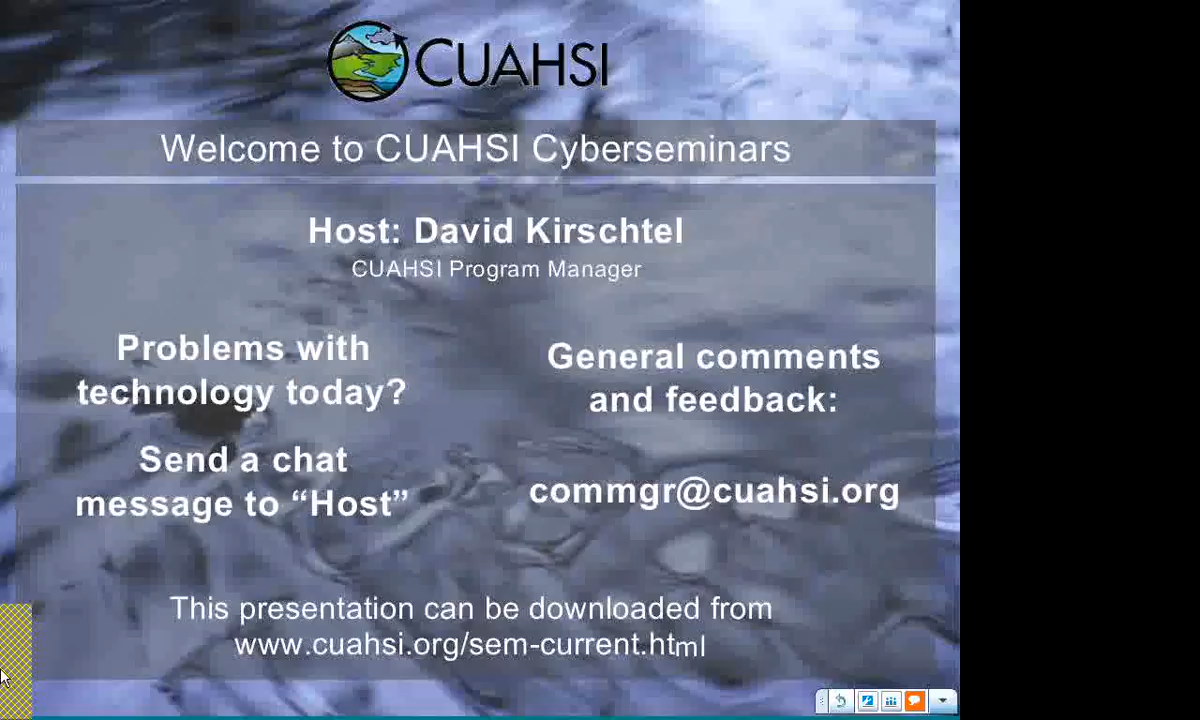 CUAHSI
Welcome to CUAHSI Cyberseminars
Host: David Kirschtel
CUAHSI Program Manager
Problems with
technology today?
Send a chat
message to “Host”
General comments
and feedback:
commgr@cuahsi.org
This presentation can be downloaded from
www.cuahsi.org/sem-current.html